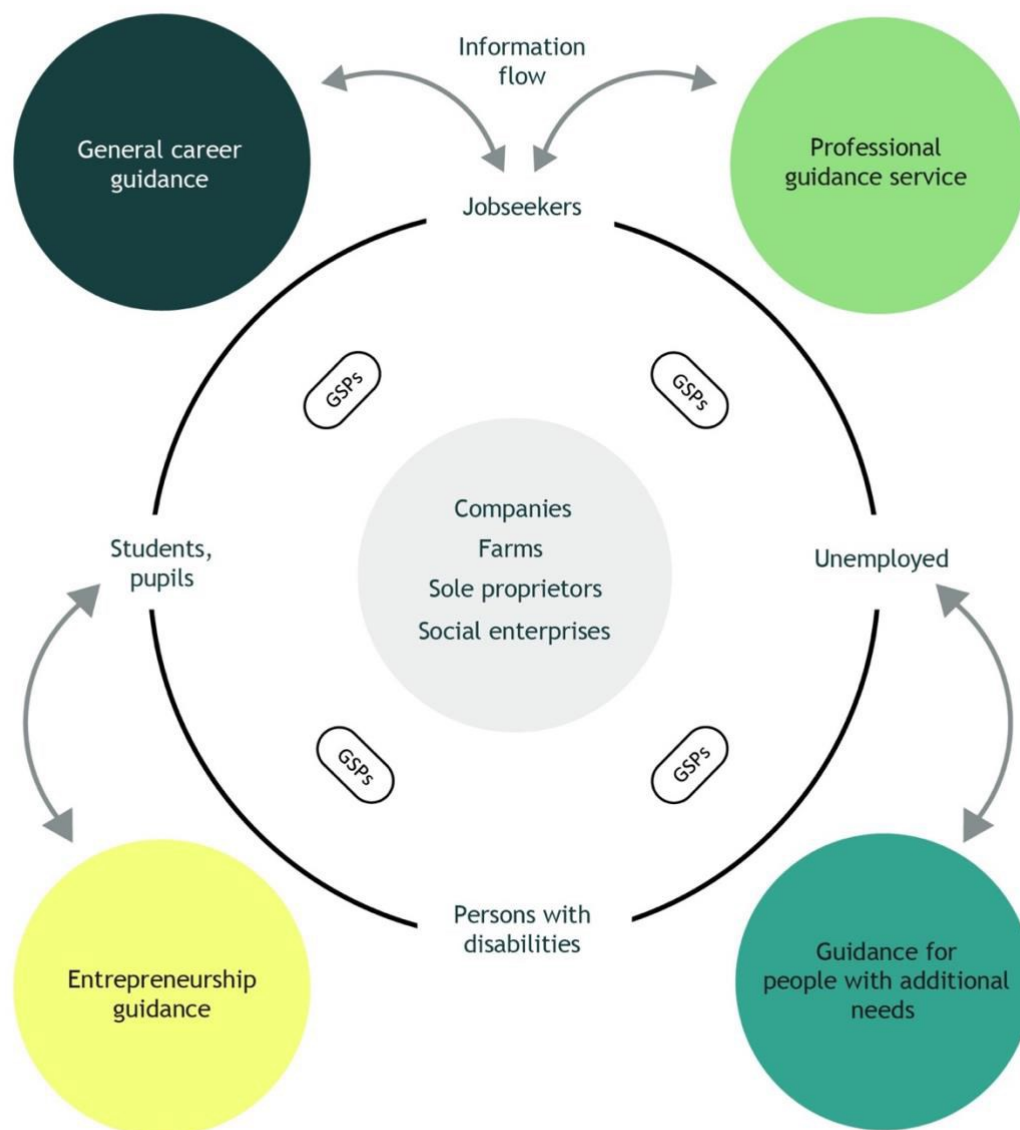 Information
flow
General career
guidance
Professional
guidance service
Jobseekers
GSPs
GSPs
Companies
Farms
Sole proprietors
Social enterprises
Students,
pupils
Unemployed
GSPs
GSPs
Persons with
disabilities
Entrepreneurship
guidance
Guidance for
people with additional
needs